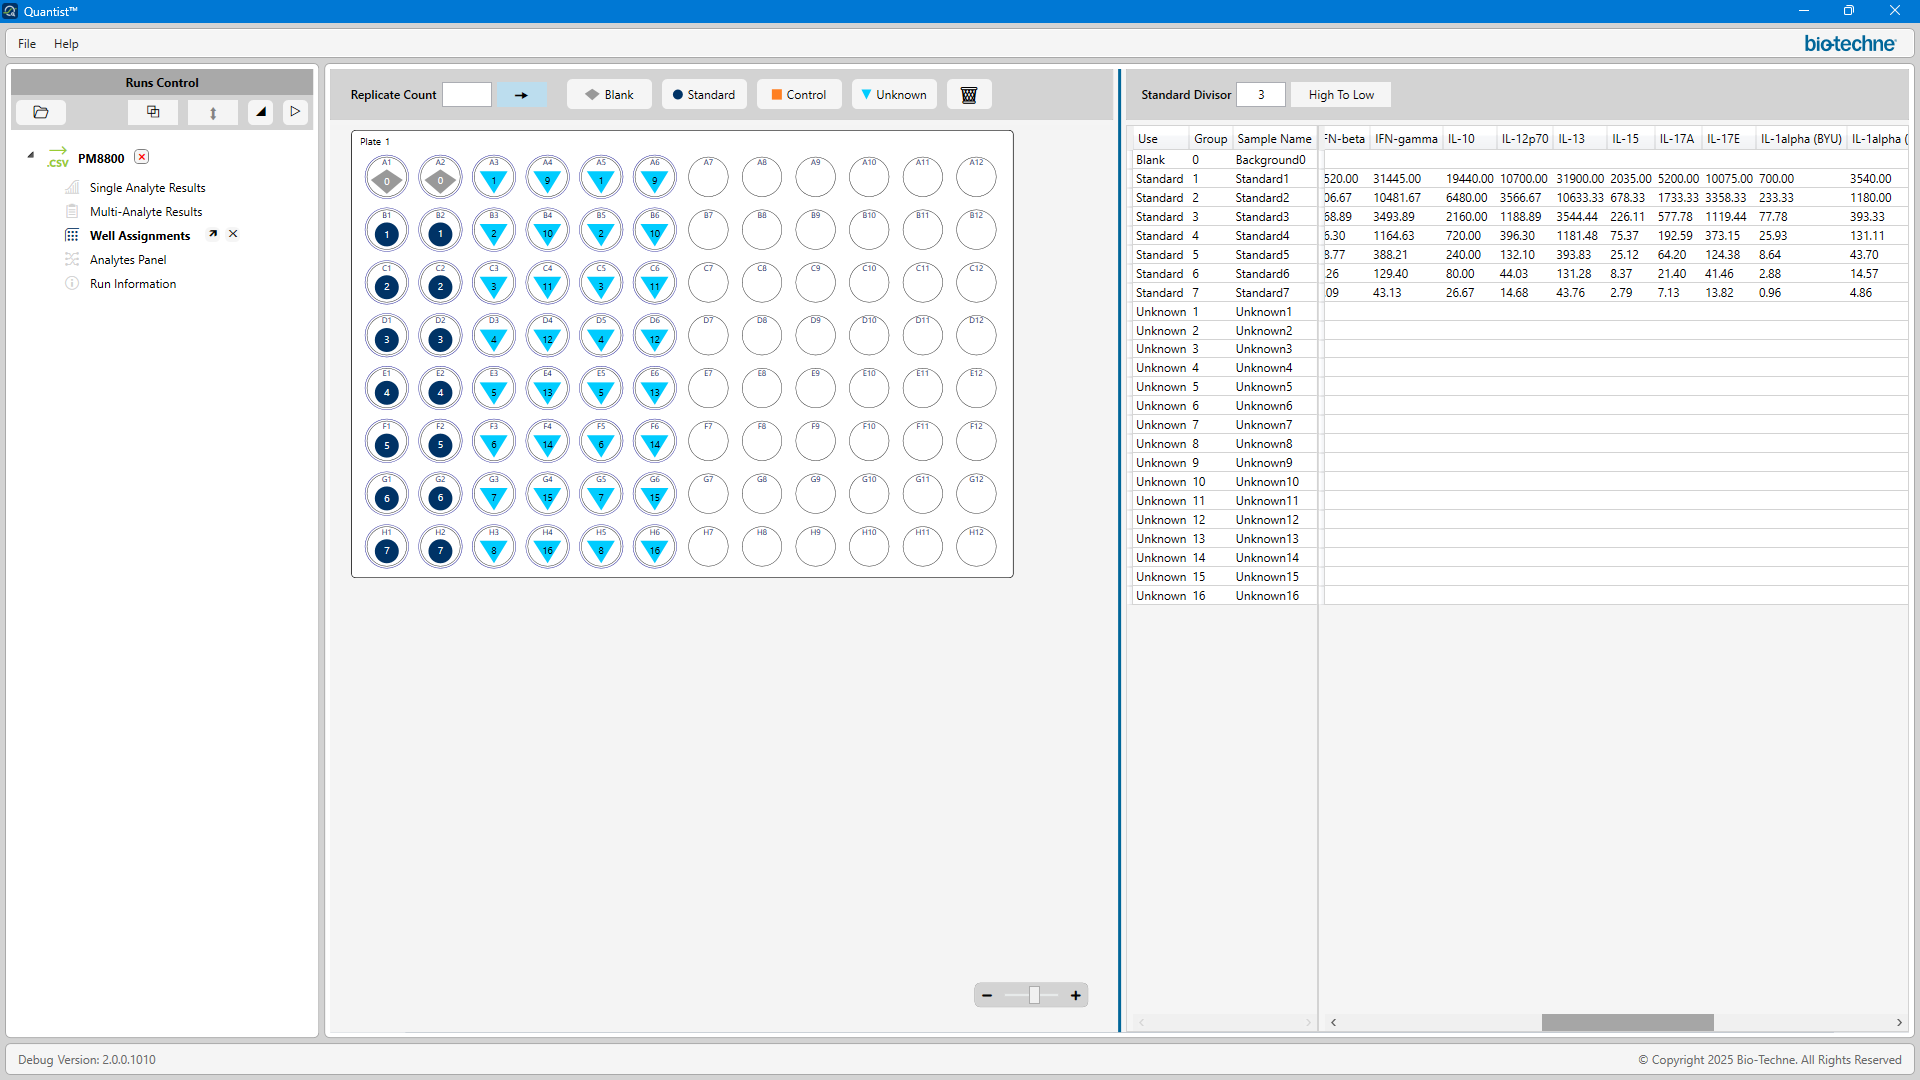 Quantist™
File Help
bio-techne
Runs Control
.csv PM8800
Single Analyte Results
Multi-Analyte Results
Well Assignments
Analytes Panel
Run Information
Replicate Count
Blank
Standard
Control
Unknown
Plate 1
A1 A2 A3 A4 A5 A6 A7 A8 A9 A10 A11 A12
0 0 1 9 1 9
B1 B2 B3 B4 B5 B6 B7 B8 B9 B10 B11 B12
1 1 2 10 2 10
C1 C2 C3 C4 C5 C6 C7 C8 C9 C10 C11 C12
2 2 3 11 3 11
D1 D2 D3 D4 D5 D6 D7 D8 D9 D10 D11 D12
3 3 4 12 4 12
E1 E2 E3 E4 E5 E6 E7 E8 E9 E10 E11 E12
4 4 5 13 5 13
F1 F2 F3 F4 F5 F6 F7 F8 F9 F10 F11 F12
5 5 6 14 6 14
G1 G2 G3 G4 G5 G6 G7 G8 G9 G10 G11 G12
6 6 7 15 7 15
H1 H2 H3 H4 H5 H6 H7 H8 H9 H10 H11 H12
7 7 8 16 8 16
Standard Divisor 3 High To Low
Use Group Sample Name FN-beta IFN-gamma IL-10 IL-12p70 IL-13 IL-15 IL-17A IL-17E IL-1alpha (BYU) IL-1alpha (
Blank 0 Background0
Standard 1 Standard1 520.00 31445.00 19440.00 10700.00 31900.00 2035.00 5200.00 10075.00 700.00 3540.00
Standard 2 Standard2 06.67 10481.67 6480.00 3566.67 10633.33 678.33 1733.33 3358.33 233.33 1180.00
Standard 3 Standard3 68.89 3493.89 2160.00 1188.89 3544.44 226.11 577.78 1119.44 77.78 393.33
Standard 4 Standard4 6.30 1164.63 720.00 396.30 1181.48 75.37 192.59 373.15 25.93 131.11
Standard 5 Standard5 8.77 388.21 240.00 132.10 393.83 25.12 64.20 124.38 8.64 43.70
Standard 6 Standard6 .26 129.40 80.00 44.03 131.28 8.37 21.40 41.46 2.88 14.57
Standard 7 Standard7 .09 43.13 26.67 14.68 43.76 2.79 7.13 13.82 0.96 4.86
Unknown 1 Unknown1
Unknown 2 Unknown2
Unknown 3 Unknown3
Unknown 4 Unknown4
Unknown 5 Unknown5
Unknown 6 Unknown6
Unknown 7 Unknown7
Unknown 8 Unknown8
Unknown 9 Unknown9
Unknown 10 Unknown10
Unknown 11 Unknown11
Unknown 12 Unknown12
Unknown 13 Unknown13
Unknown 14 Unknown14
Unknown 15 Unknown15
Unknown 16 Unknown16
Debug Version: 2.0.0.1010
© Copyright 2025 Bio-Techne. All Rights Reserved